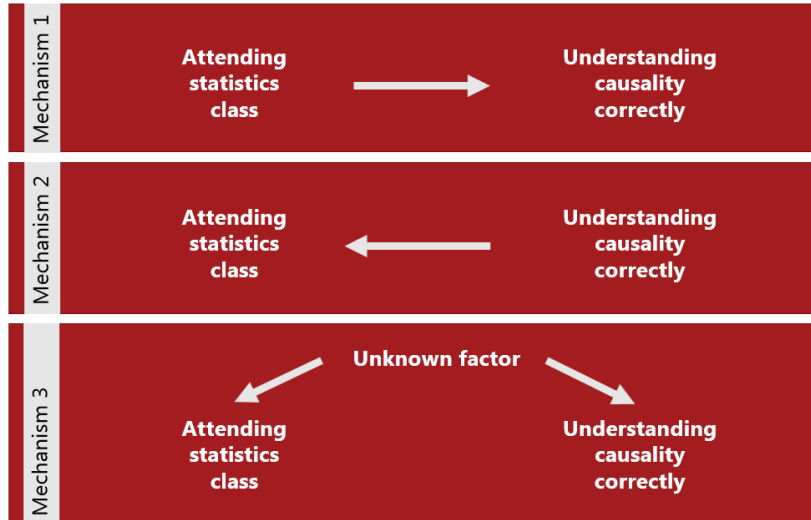 Mechanism 1
Attending
statistics
class
Understanding
causality
correctly
Mechanism 2
Attending
statistics
class
Understanding
causality
correctly
Mechanism 3
Unknown factor
Attending
statistics
class
Understanding
causality
correctly